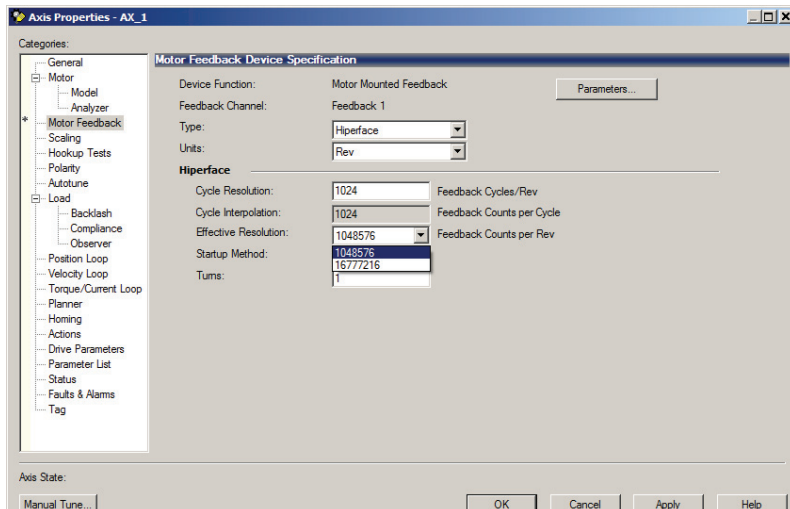 Axis Properties - AX_1
Categories:
General
Motor
Model
Analyzer
* Motor Feedback
Scaling
Hookup Tests
Polarity
Autotune
Load
Backlash
Compliance
Observer
Position Loop
Velocity Loop
Torque/Current Loop
Planner
Homing
Actions
Drive Parameters
Parameter List
Status
Faults & Alarms
Tag
Motor Feedback Device Specification
Device Function: Motor Mounted Feedback Parameters...
Feedback Channel: Feedback 1
Type: Hiperface
Units: Rev
Hiperface
Cycle Resolution: 1024 Feedback Cycles/Rev
Cycle Interpolation: 1024 Feedback Counts per Cycle
Effective Resolution: 1048576 Feedback Counts per Rev
Startup Method: 1048576
16777216
Turns: 1
Axis State:
Manual Tune... OK Cancel Apply Help